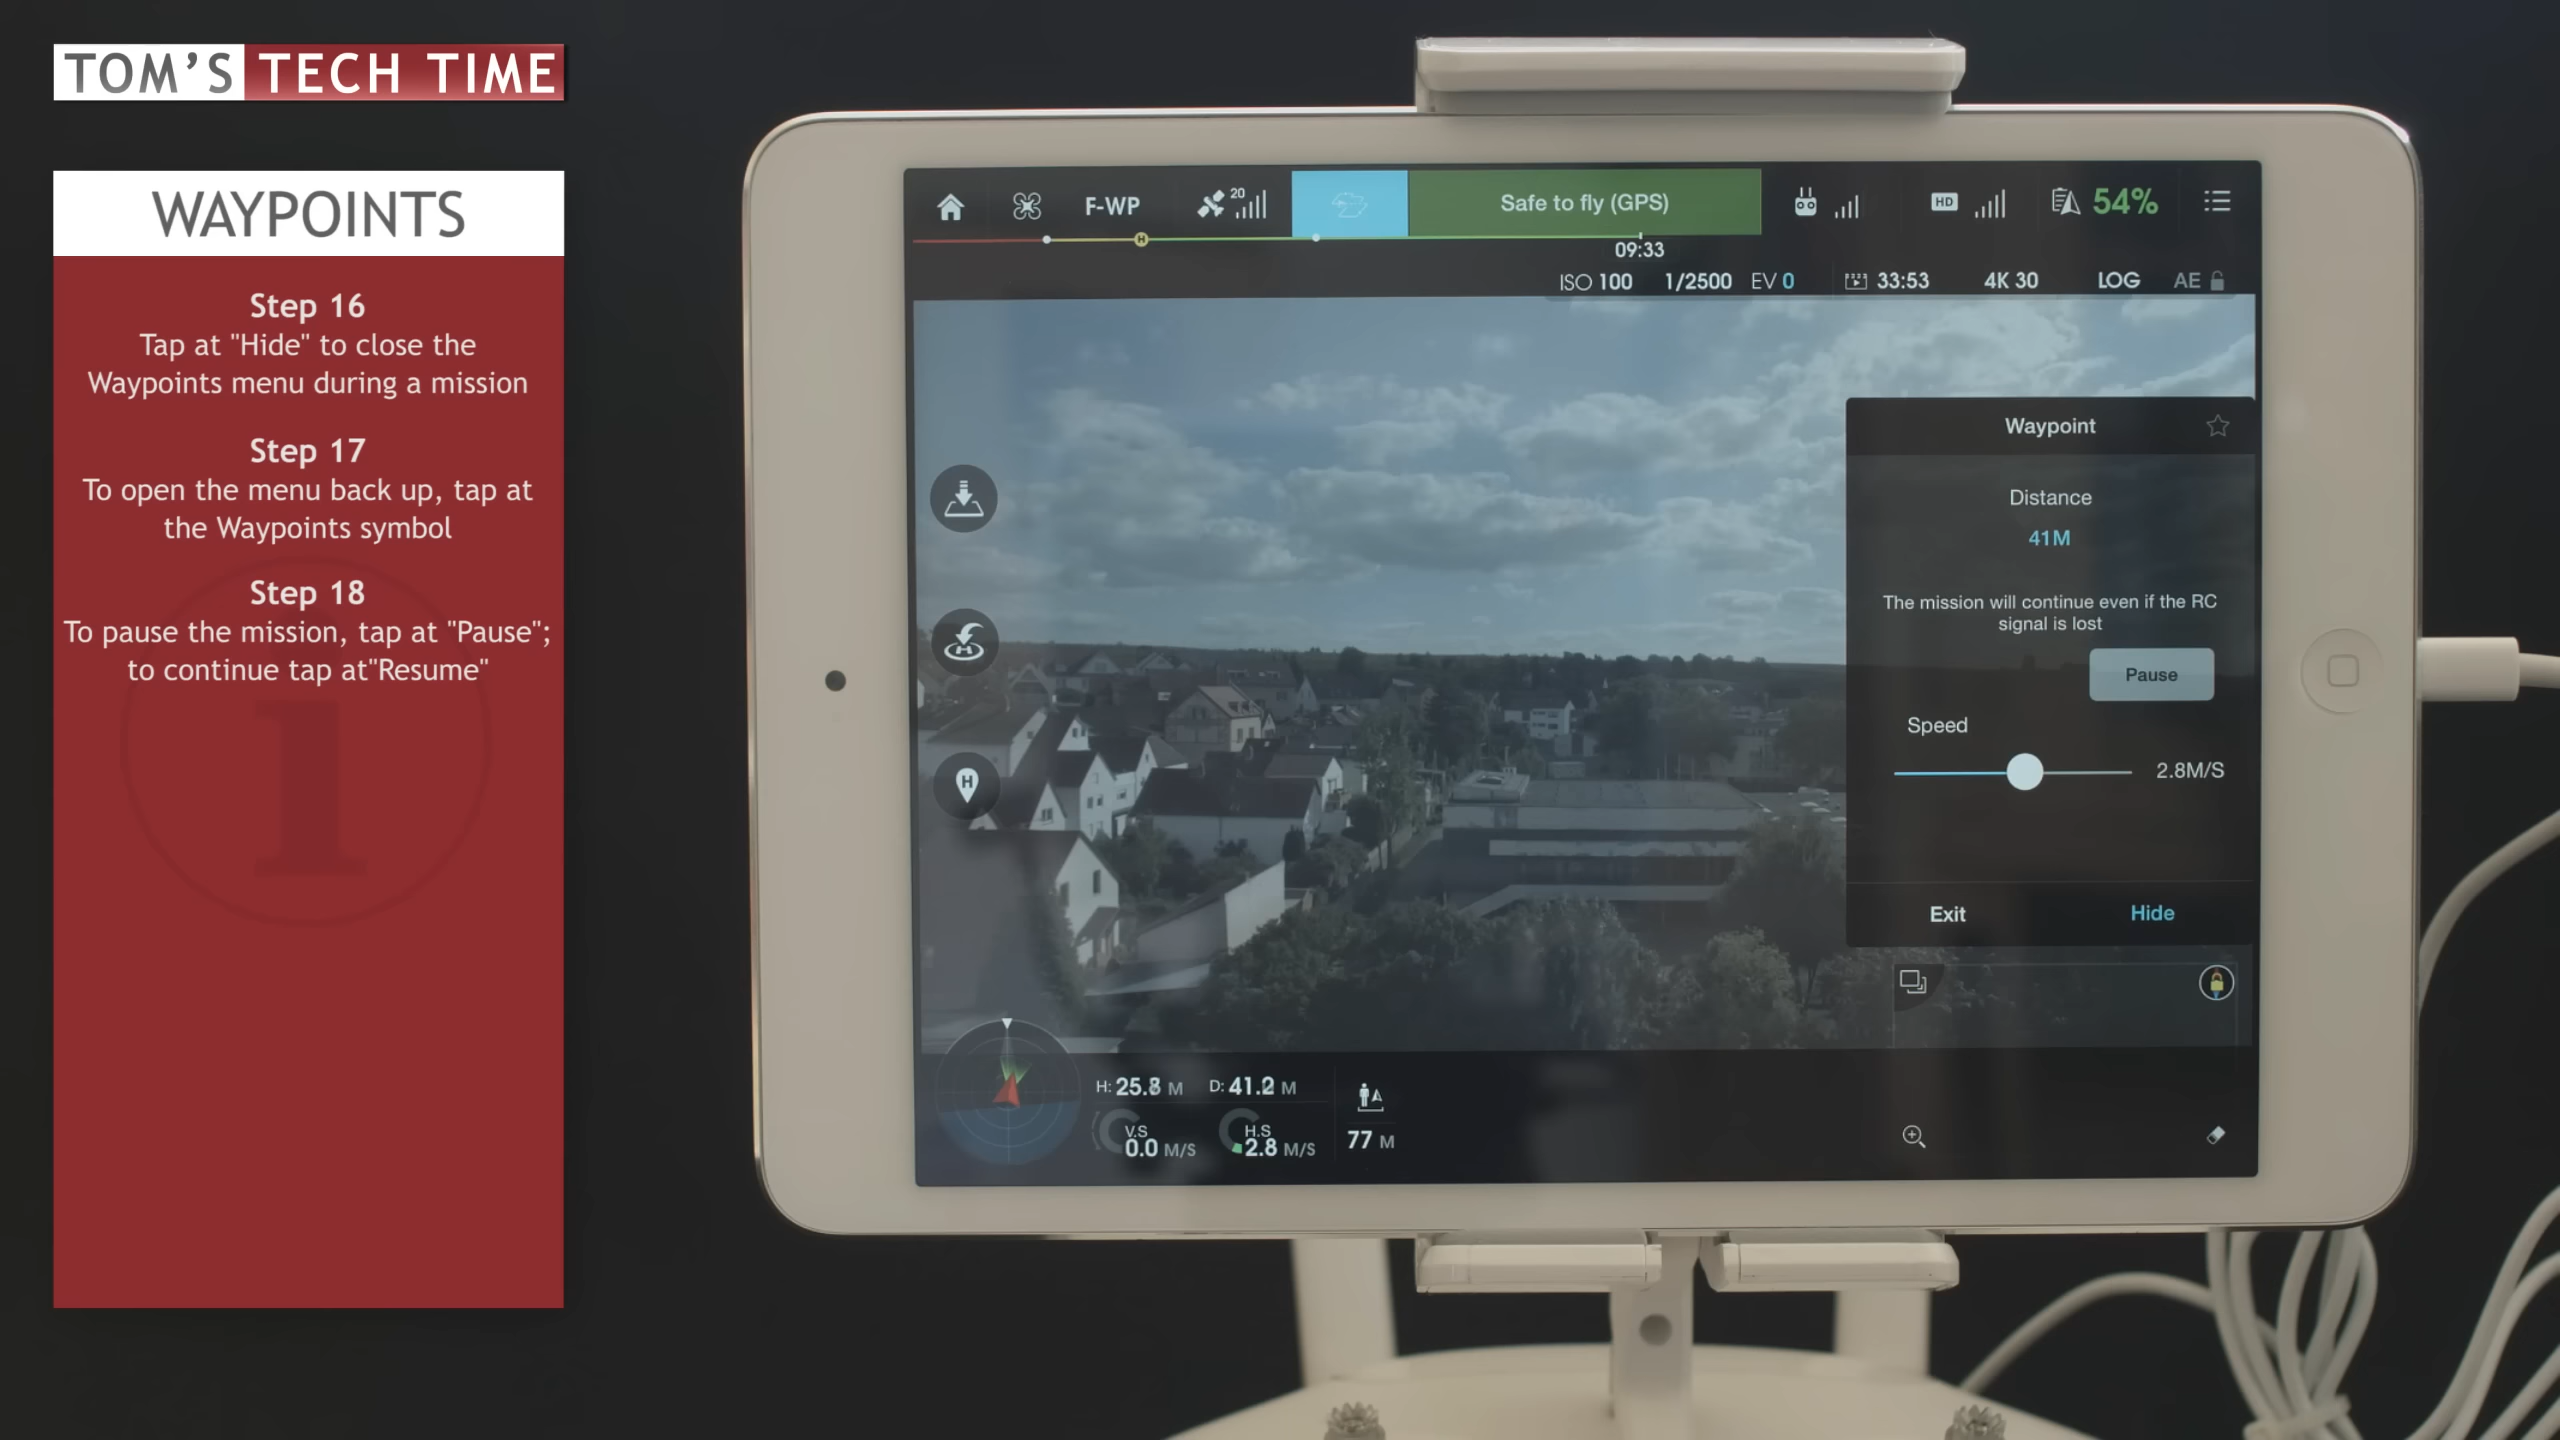 TOM'S TECH TIME
WAYPOINTS
Step 16
Tap at "Hide" to close the
Waypoints menu during a mission
Step 17
To open the menu back up, tap at
the Waypoints symbol
Step 18
To pause the mission, tap at "Pause";
to continue tap at"Resume"
i
F-WP
20
Safe to fly (GPS)
HD
54%
H
09:33
ISO 100 1/2500 EV 0 33:53 4K 30 LOG AE
Waypoint
Distance
41M
The mission will continue even if the RC
signal is lost
Pause
Speed
2.8M/S
Exit Hide
H
H
H: 25.8 M D: 41.2 M
V.S
0.0 M/S
H.S
2.8 M/S
77 M